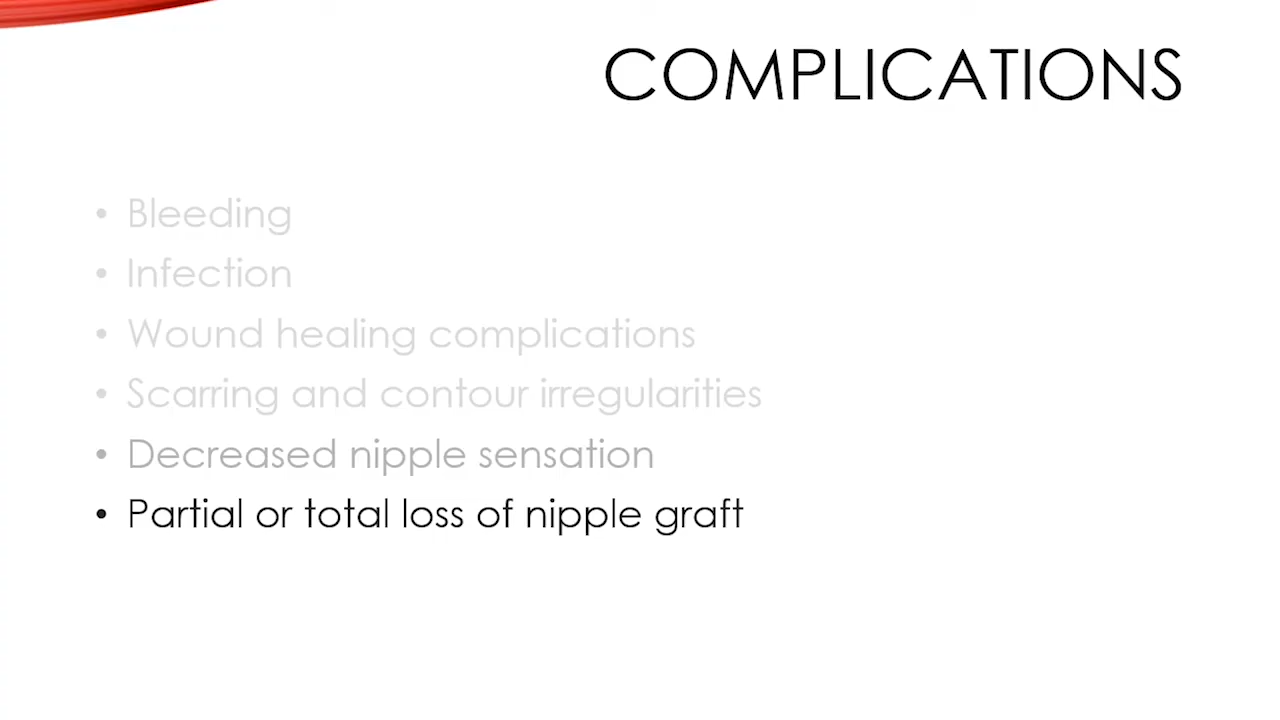 COMPLICATIONS
• Bleeding
• Infection
• Wound healing complications
• Scarring and contour irregularities
• Decreased nipple sensation
• Partial or total loss of nipple graft